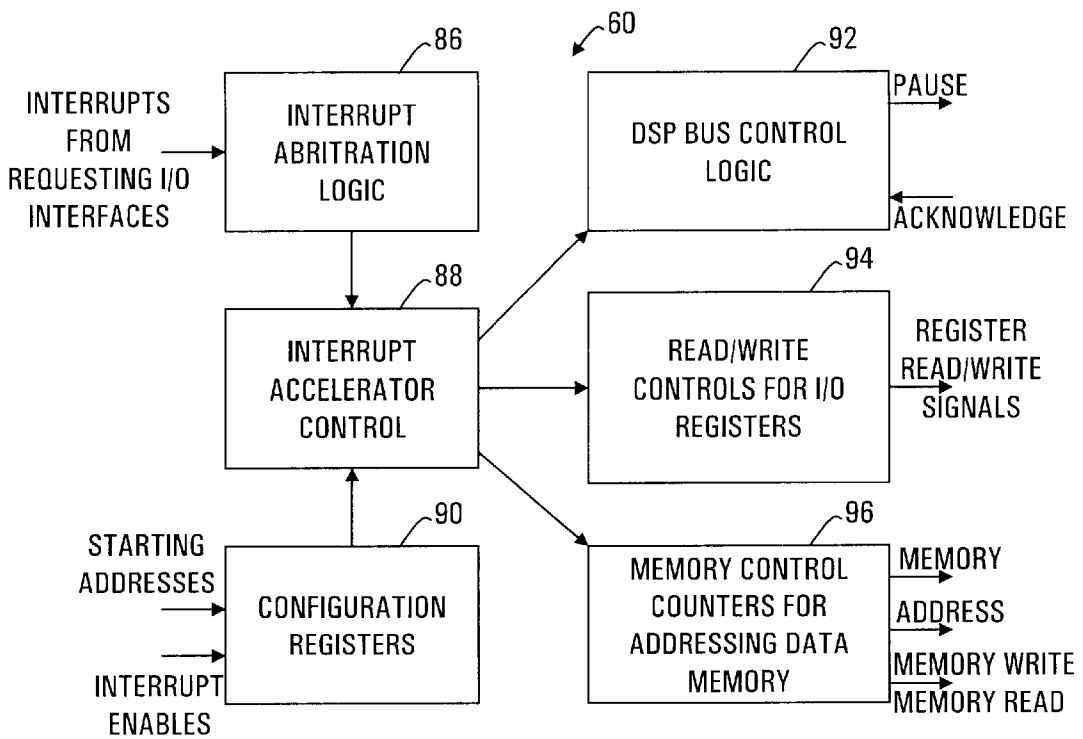 60
86
INTERRUPTS
FROM
REQUESTING I/O
INTERFACES
INTERRUPT
ABRITRATION
LOGIC
92
DSP BUS CONTROL
LOGIC
PAUSE
ACKNOWLEDGE
88
INTERRUPT
ACCELERATOR
CONTROL
94
READ/WRITE
CONTROLS FOR I/O
REGISTERS
REGISTER
READ/WRITE
SIGNALS
90
STARTING
ADDRESSES
INTERRUPT
ENABLES
CONFIGURATION
REGISTERS
96
MEMORY CONTROL
COUNTERS FOR
ADDRESSING DATA
MEMORY
MEMORY
ADDRESS
MEMORY WRITE
MEMORY READ